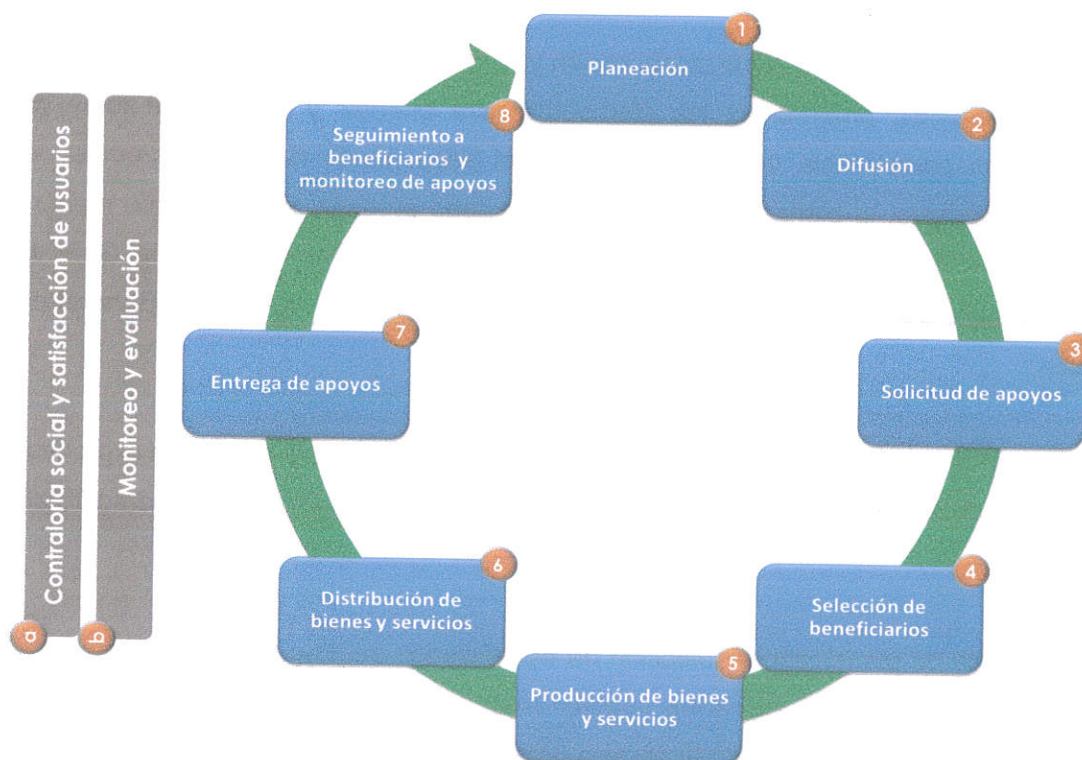 1
Planeación
2
Difusión
3
Solicitud de apoyos
4
Selección de
beneficiarios
5
Producción de bienes
y servicios
6
Distribución de
bienes y servicios
7
Entrega de apoyos
8
Seguimiento a
beneficiarios y
monitoreo de apoyos
a
Contraloria social y satisfacción de usuarios
b
Monitoreo y evaluación